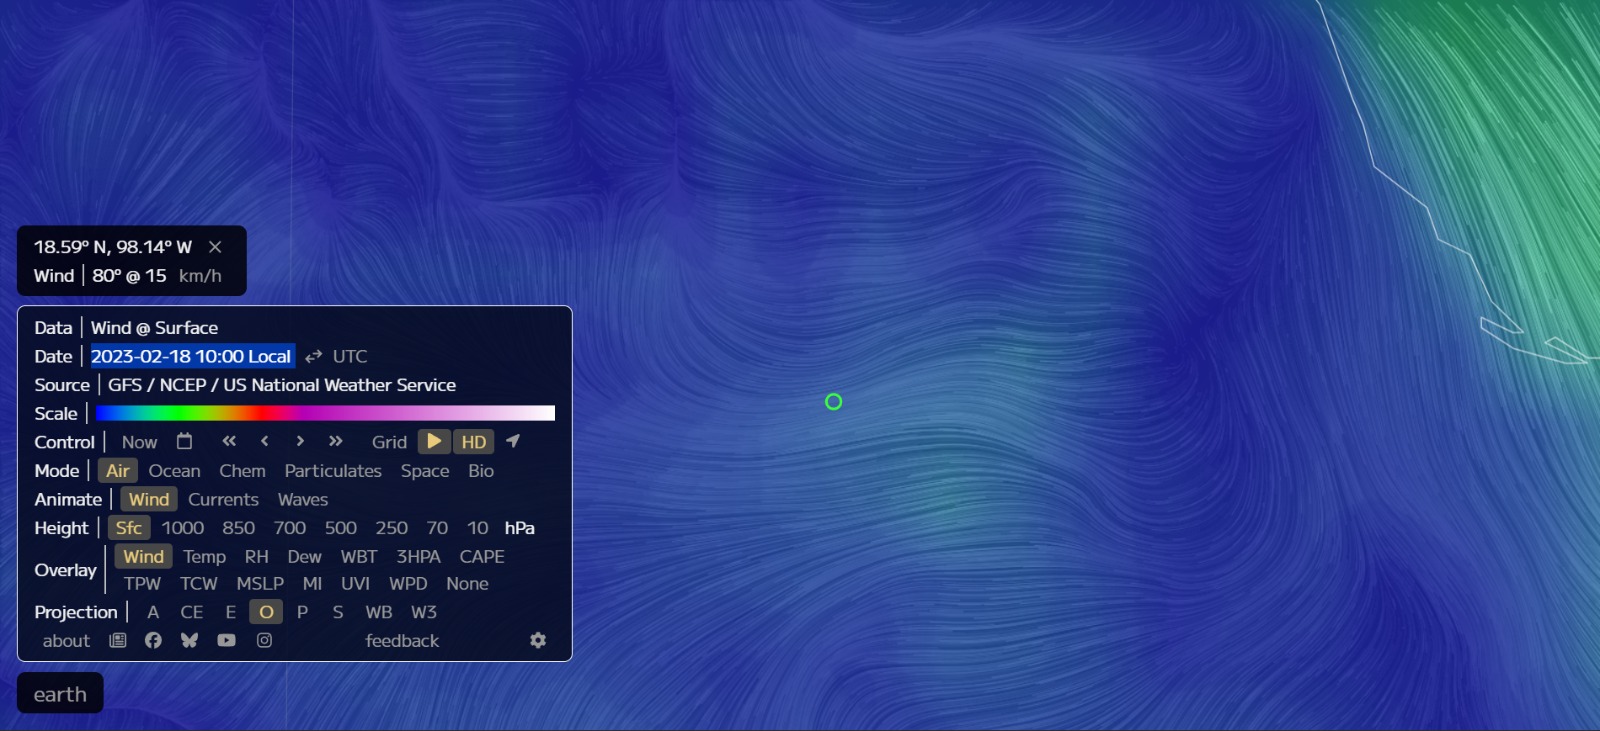 18.59° N, 98.14° W ×
Wind | 80° @ 15 km/h
Data | Wind @ Surface
Date | 2023-02-18 10:00 Local ⇄ UTC
Source | GFS / NCEP / US National Weather Service
Scale |
Control | Now « ‹ › » Grid ▶ HD
Mode | Air Ocean Chem Particulates Space Bio
Animate | Wind Currents Waves
Height | Sfc 1000 850 700 500 250 70 10 hPa
Overlay | Wind Temp RH Dew WBT 3HPA CAPE
TPW TCW MSLP MI UVI WPD None
Projection | A CE E O P S WB W3
about feedback
earth